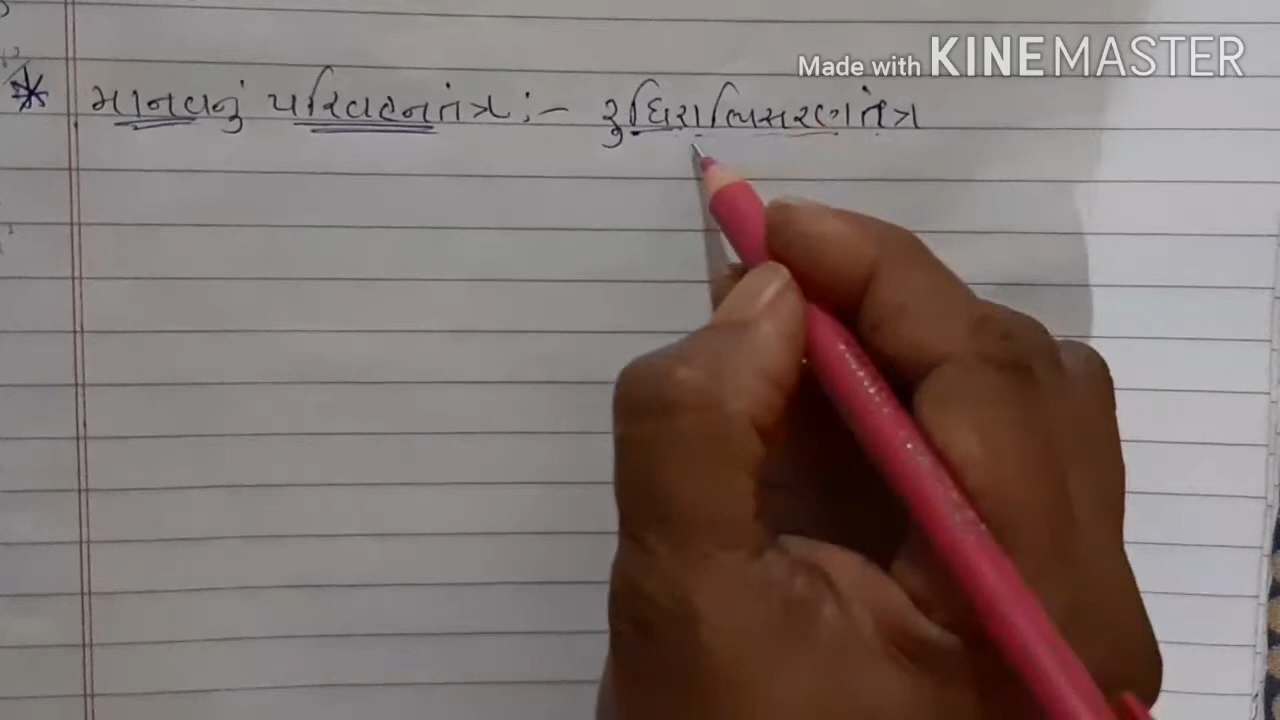 Made with KINEMASTER
* માનવનું પરિવહનતંત્ર :- રુધિરાભિસરણતંત્ર